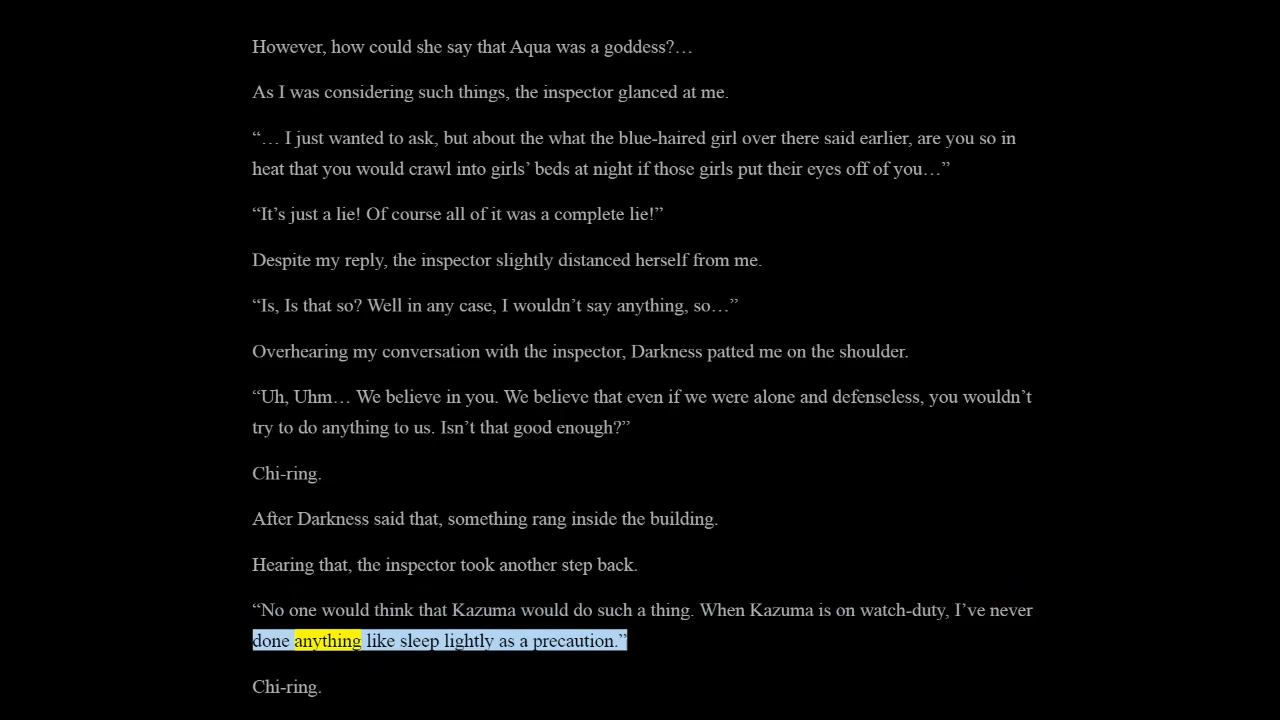 However, how could she say that Aqua was a goddess?…
As I was considering such things, the inspector glanced at me.
“… I just wanted to ask, but about the what the blue-haired girl over there said earlier, are you so in
heat that you would crawl into girls’ beds at night if those girls put their eyes off of you…”
“It’s just a lie! Of course all of it was a complete lie!”
Despite my reply, the inspector slightly distanced herself from me.
“Is, Is that so? Well in any case, I wouldn’t say anything, so…”
Overhearing my conversation with the inspector, Darkness patted me on the shoulder.
“Uh, Uhm… We believe in you. We believe that even if we were alone and defenseless, you wouldn’t
try to do anything to us. Isn’t that good enough?”
Chi-ring.
After Darkness said that, something rang inside the building.
Hearing that, the inspector took another step back.
“No one would think that Kazuma would do such a thing. When Kazuma is on watch-duty, I’ve never
done anything like sleep lightly as a precaution.”
Chi-ring.